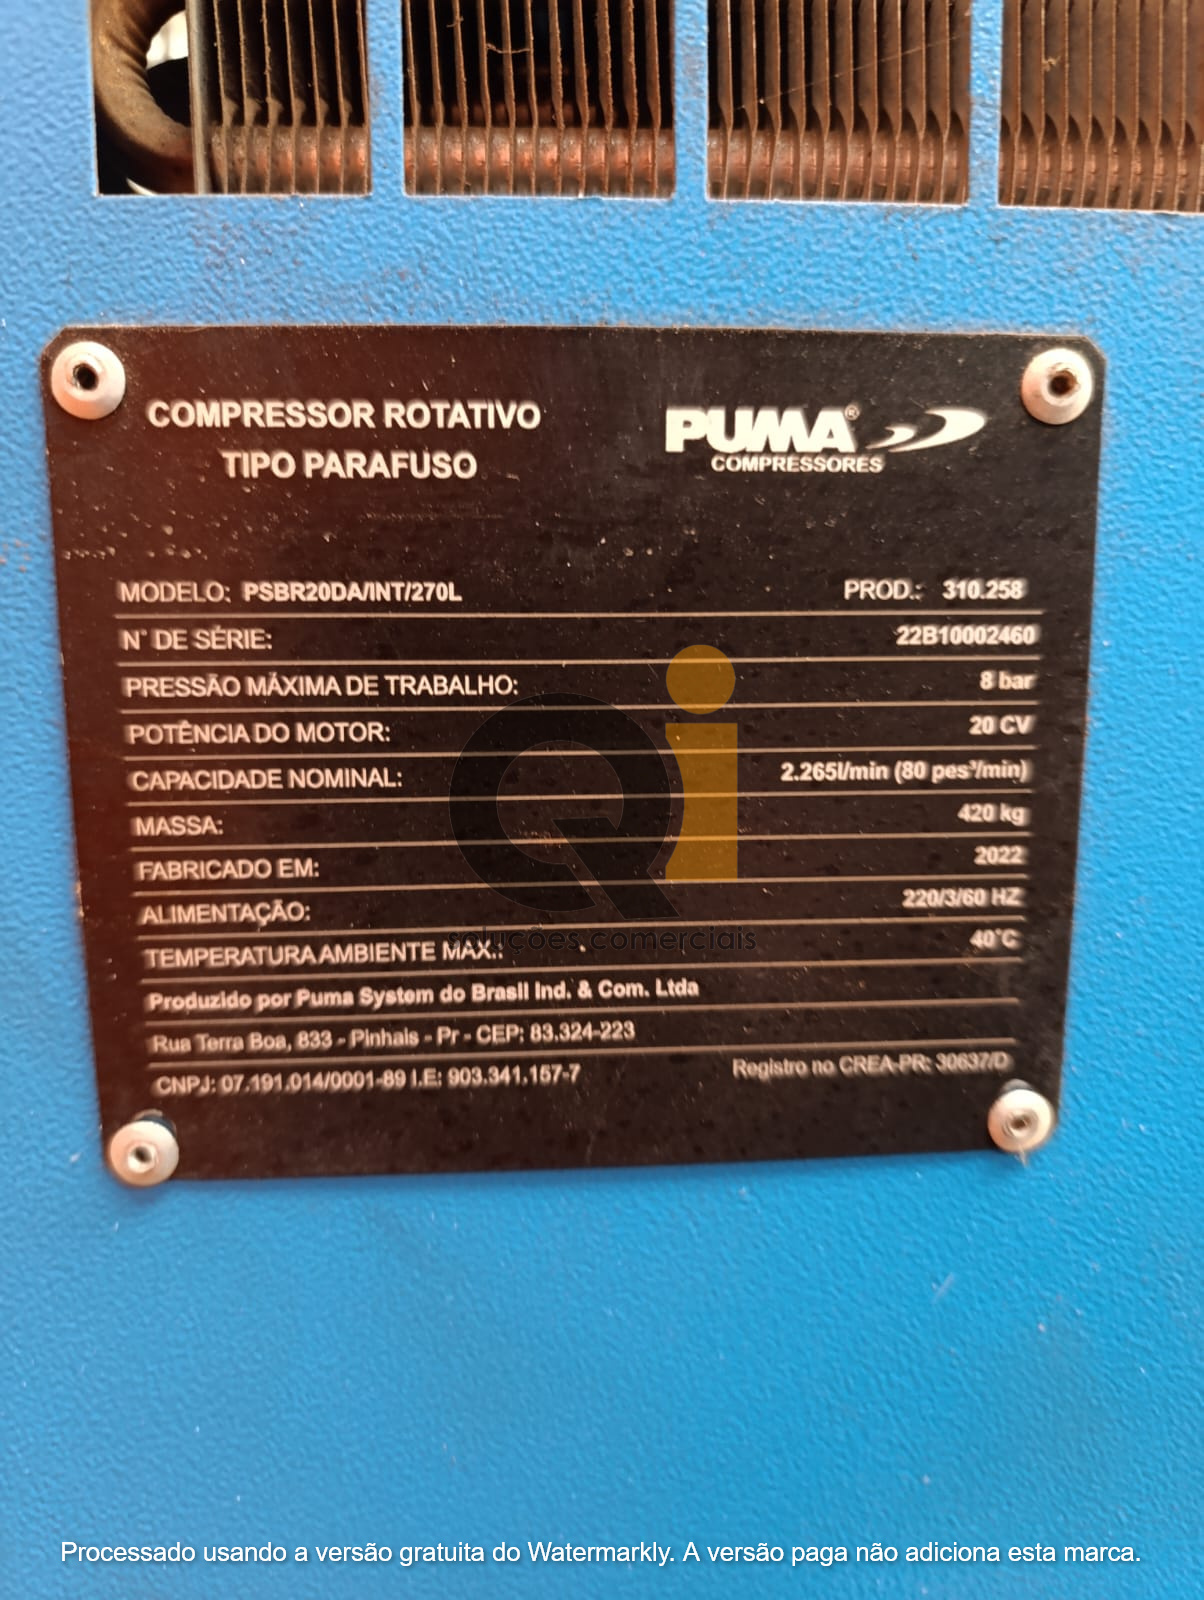 COMPRESSOR ROTATIVO
TIPO PARAFUSO
PUMA®
COMPRESSORES
MODELO: PSBR20DA/INT/270L PROD.: 310.258
N° DE SÉRIE: 22B10002460
PRESSÃO MÁXIMA DE TRABALHO: 8 bar
POTÊNCIA DO MOTOR: 20 CV
CAPACIDADE NOMINAL: 2.265l/min (80 pes³/min)
MASSA: 420 kg
FABRICADO EM: 2022
ALIMENTAÇÃO: 220/3/60 HZ
TEMPERATURA AMBIENTE MÁX.: 40°C
Produzido por Puma System do Brasil Ind. & Com. Ltda
Rua Terra Boa, 833 - Pinhais - Pr - CEP: 83.324-223
CNPJ: 07.191.014/0001-89 I.E: 903.341.157-7 Registro no CREA-PR: 30637/D
Qi
soluções comerciais
Processado usando a versão gratuita do Watermarkly. A versão paga não adiciona esta marca.